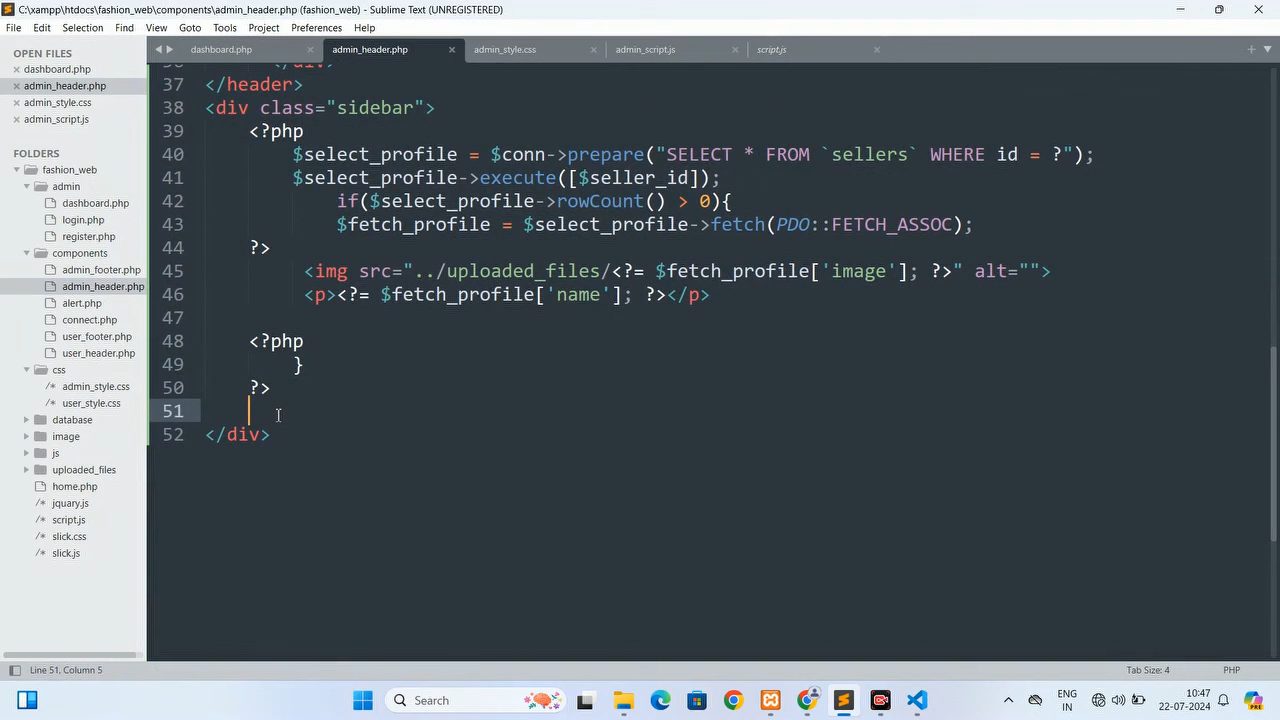 C:\xampp\htdocs\fashion_web\components\admin_header.php (fashion_web) - Sublime Text (UNREGISTERED)
File Edit Selection Find View Goto Tools Project Preferences Help
OPEN FILES
dashboard.php
admin_header.php
admin_style.css
admin_script.js
FOLDERS
fashion_web
admin
dashboard.php
login.php
register.php
components
admin_footer.php
admin_header.php
alert.php
connect.php
user_footer.php
user_header.php
css
admin_style.css
user_style.css
database
image
js
uploaded_files
home.php
jquary.js
script.js
slick.css
slick.js
dashboard.php admin_header.php admin_style.css admin_script.js script.js
36 </div>
37 </header>
38 <div class="sidebar">
39 <?php
40 $select_profile = $conn->prepare("SELECT * FROM `sellers` WHERE id = ?");
41 $select_profile->execute([$seller_id]);
42 if($select_profile->rowCount() > 0){
43 $fetch_profile = $select_profile->fetch(PDO::FETCH_ASSOC);
44 ?>
45 <img src="../uploaded_files/<?= $fetch_profile['image']; ?>" alt="">
46 <p><?= $fetch_profile['name']; ?></p>
47
48 <?php
49 }
50 ?>
51
52 </div>
Line 51, Column 5
Tab Size: 4
PHP
Search
ENG
IN
10:47
22-07-2024